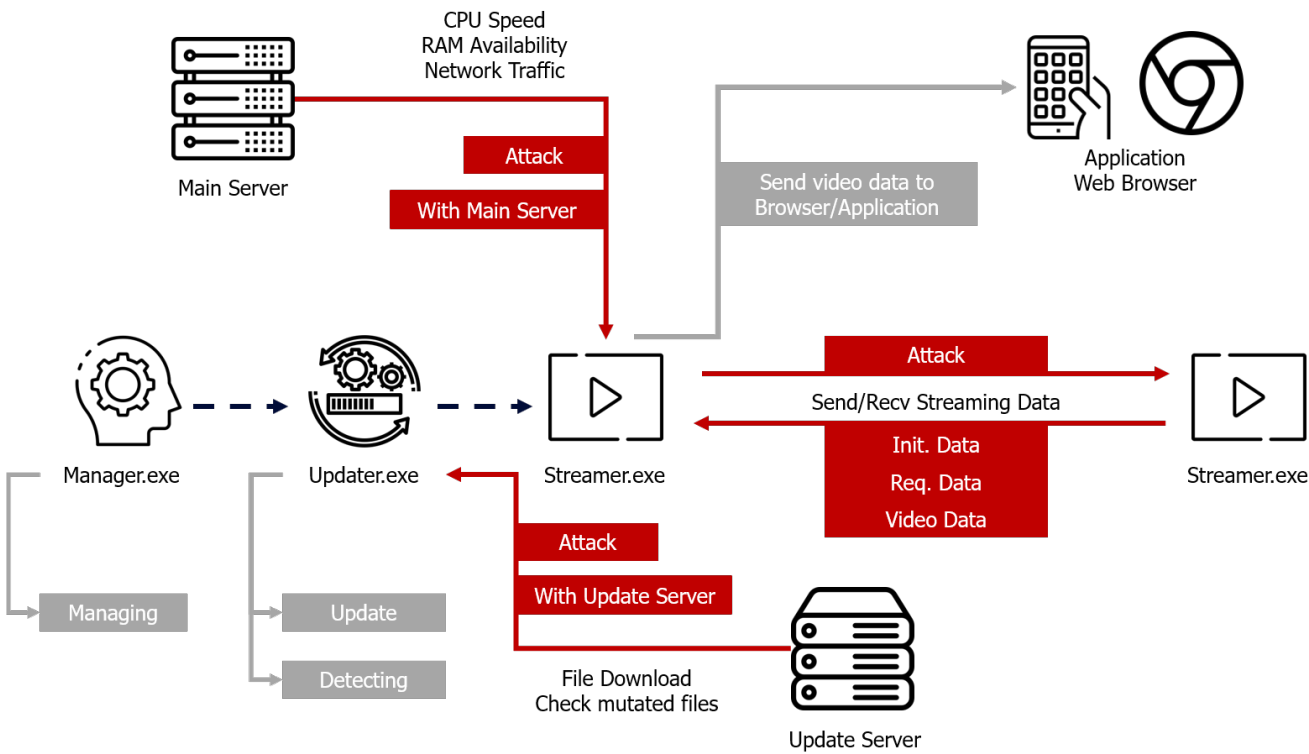 CPU Speed
RAM Availability
Network Traffic
Main Server
Attack
With Main Server
Send video data to
Browser/Application
Application
Web Browser
Manager.exe
Updater.exe
Streamer.exe
Attack
Send/Recv Streaming Data
Init. Data
Req. Data
Video Data
Streamer.exe
Managing
Update
Detecting
Attack
With Update Server
File Download
Check mutated files
Update Server